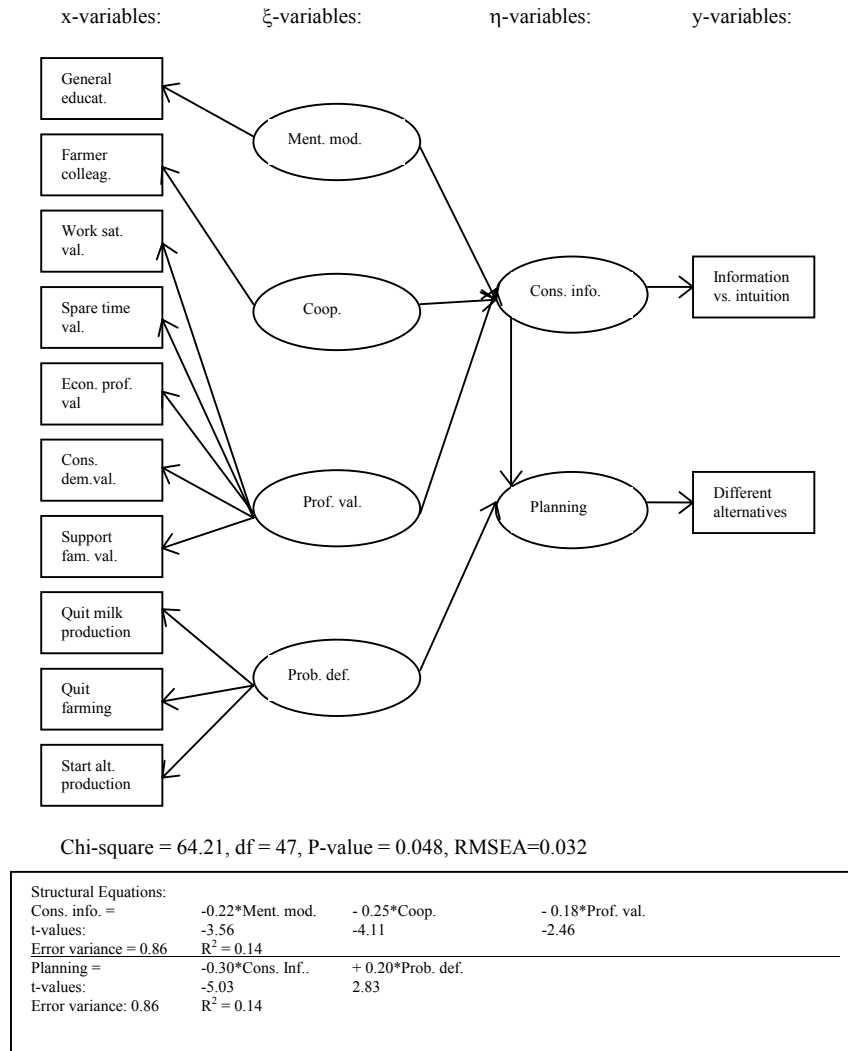 x-variables: ξ-variables: η-variables: y-variables:
General
educat.
Farmer
colleag.
Work sat.
val.
Spare time
val.
Econ. prof.
val
Cons.
dem.val.
Support
fam. val.
Quit milk
production
Quit
farming
Start alt.
production
Ment. mod.
Coop.
Prof. val.
Prob. def.
Cons. info.
Planning
Information
vs. intuition
Different
alternatives
Chi-square = 64.21, df = 47, P-value = 0.048, RMSEA=0.032
Structural Equations:
Cons. info. = -0.22*Ment. mod. - 0.25*Coop. - 0.18*Prof. val.
t-values: -3.56 -4.11 -2.46
Error variance = 0.86 R² = 0.14
Planning = -0.30*Cons. Inf.. + 0.20*Prob. def.
t-values: -5.03 2.83
Error variance: 0.86 R² = 0.14